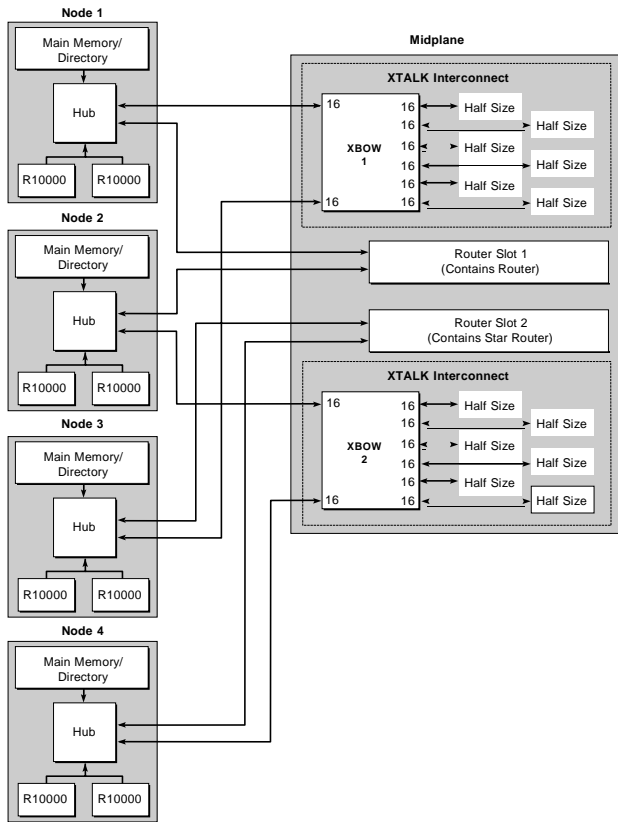 Node 1
Main Memory/
Directory
Hub
R10000 R10000
Node 2
Main Memory/
Directory
Hub
R10000 R10000
Node 3
Main Memory/
Directory
Hub
R10000 R10000
Node 4
Main Memory/
Directory
Hub
R10000 R10000
Midplane
XTALK Interconnect
16 16 Half Size
16 Half Size
XBOW 16 Half Size
1 16 Half Size
16 Half Size
16 16 Half Size
Router Slot 1
(Contains Router)
Router Slot 2
(Contains Star Router)
XTALK Interconnect
16 16 Half Size
16 Half Size
XBOW 16 Half Size
2 16 Half Size
16 Half Size
16 16 Half Size